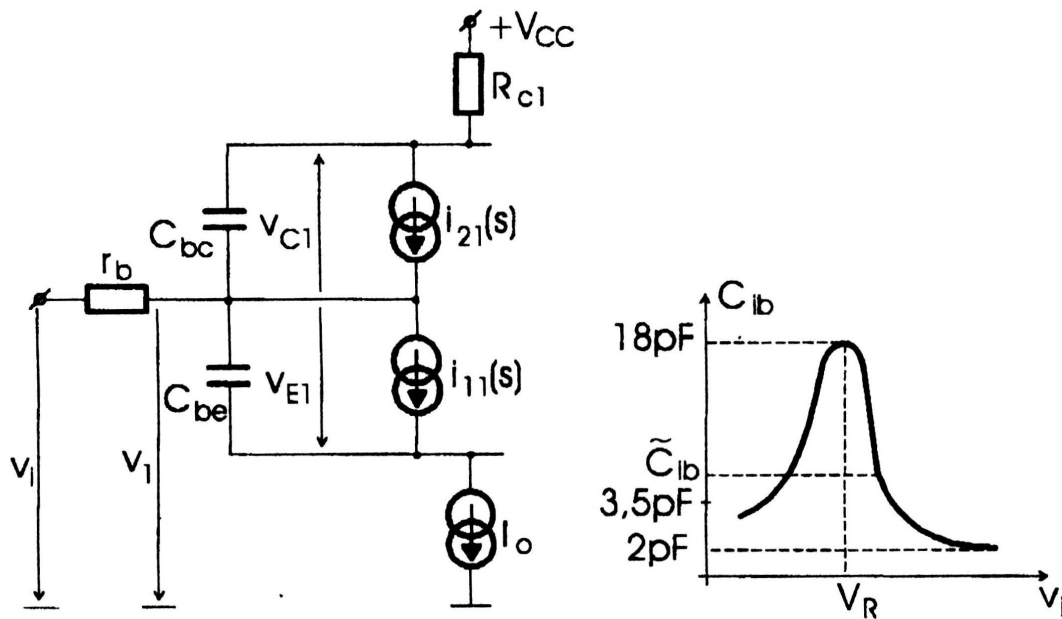 +VCC
Rc1
Cbc
vC1
i21(s)
rb
Cbe
vE1
i11(s)
vI
v1
Io
Cib
18pF
C̃ib
3,5pF
2pF
VR
vI